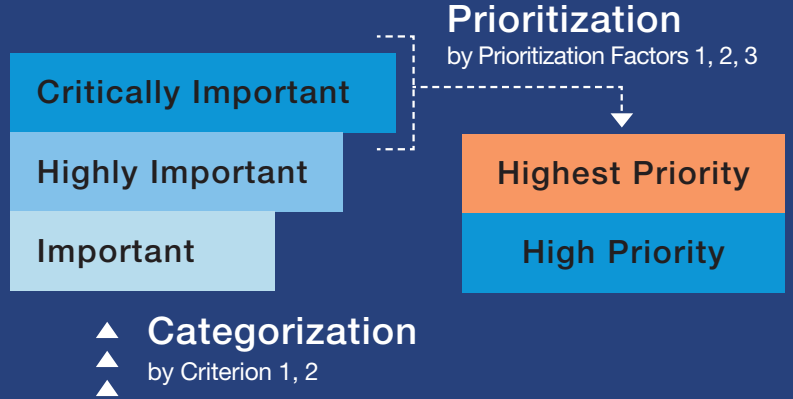 Prioritization
by Prioritization Factors 1, 2, 3
Critically Important
Highly Important
Important
Highest Priority
High Priority
Categorization
by Criterion 1, 2